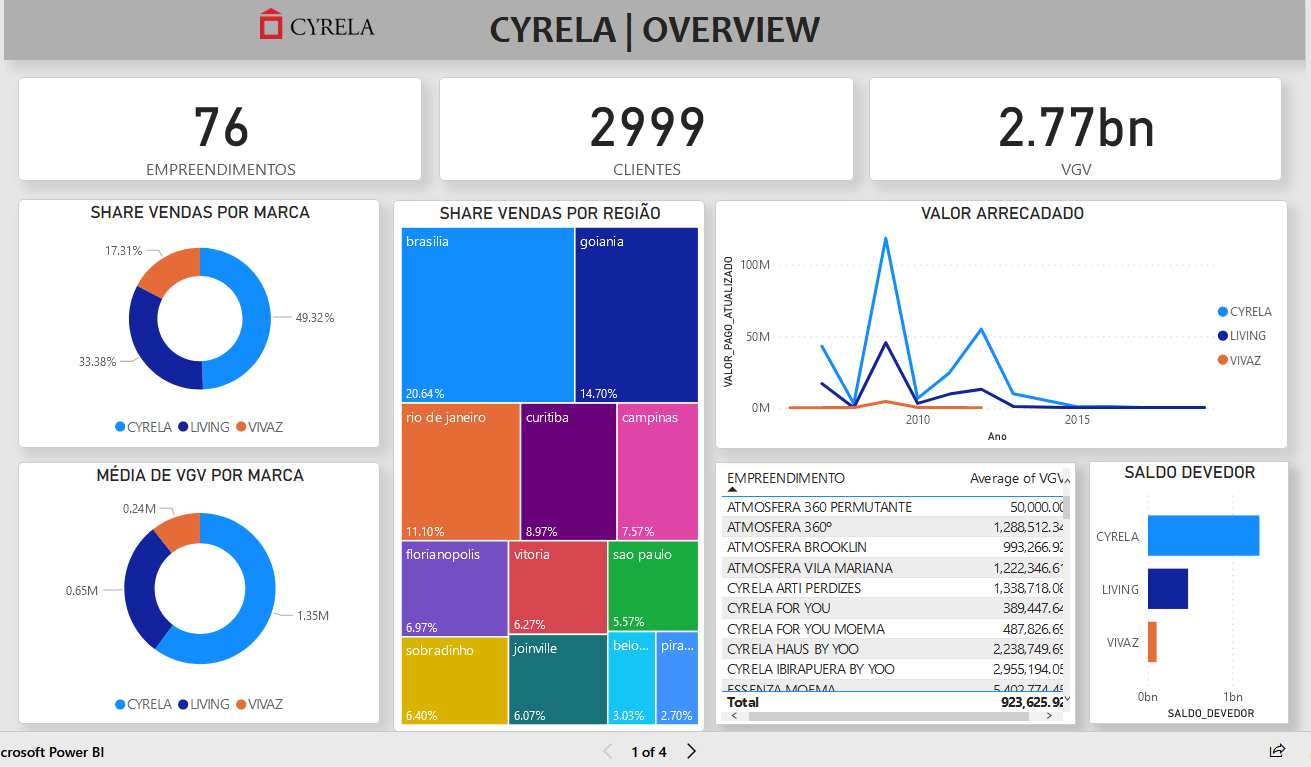 CYRELA
CYRELA | OVERVIEW
76
EMPREENDIMENTOS
2999
CLIENTES
2.77bn
VGV
SHARE VENDAS POR MARCA
17.31%
49.32%
33.38%
CYRELA LIVING VIVAZ
MÉDIA DE VGV POR MARCA
0.24M
0.65M
1.35M
CYRELA LIVING VIVAZ
SHARE VENDAS POR REGIÃO
brasilia
20.64%
goiania
14.70%
rio de janeiro
11.10%
curitiba
8.97%
campinas
7.57%
florianopolis
6.97%
vitoria
6.27%
sao paulo
5.57%
sobradinho
6.40%
joinville
6.07%
belo...
3.03%
pira...
2.70%
VALOR ARRECADADO
VALOR_PAGO_ATUALIZADO
100M
50M
0M
2010
2015
Ano
CYRELA
LIVING
VIVAZ
EMPREENDIMENTO Average of VGV
ATMOSFERA 360 PERMUTANTE 50,000.00
ATMOSFERA 360º 1,288,512.34
ATMOSFERA BROOKLIN 993,266.92
ATMOSFERA VILA MARIANA 1,222,346.61
CYRELA ARTI PERDIZES 1,338,718.08
CYRELA FOR YOU 389,447.64
CYRELA FOR YOU MOEMA 487,826.69
CYRELA HAUS BY YOO 2,238,749.69
CYRELA IBIRAPUERA BY YOO 2,955,194.05
ESSENZA MOEMA 5,402,774.45
Total 923,625.92
SALDO DEVEDOR
CYRELA
LIVING
VIVAZ
0bn 1bn
SALDO_DEVEDOR
crosoft Power BI
1 of 4